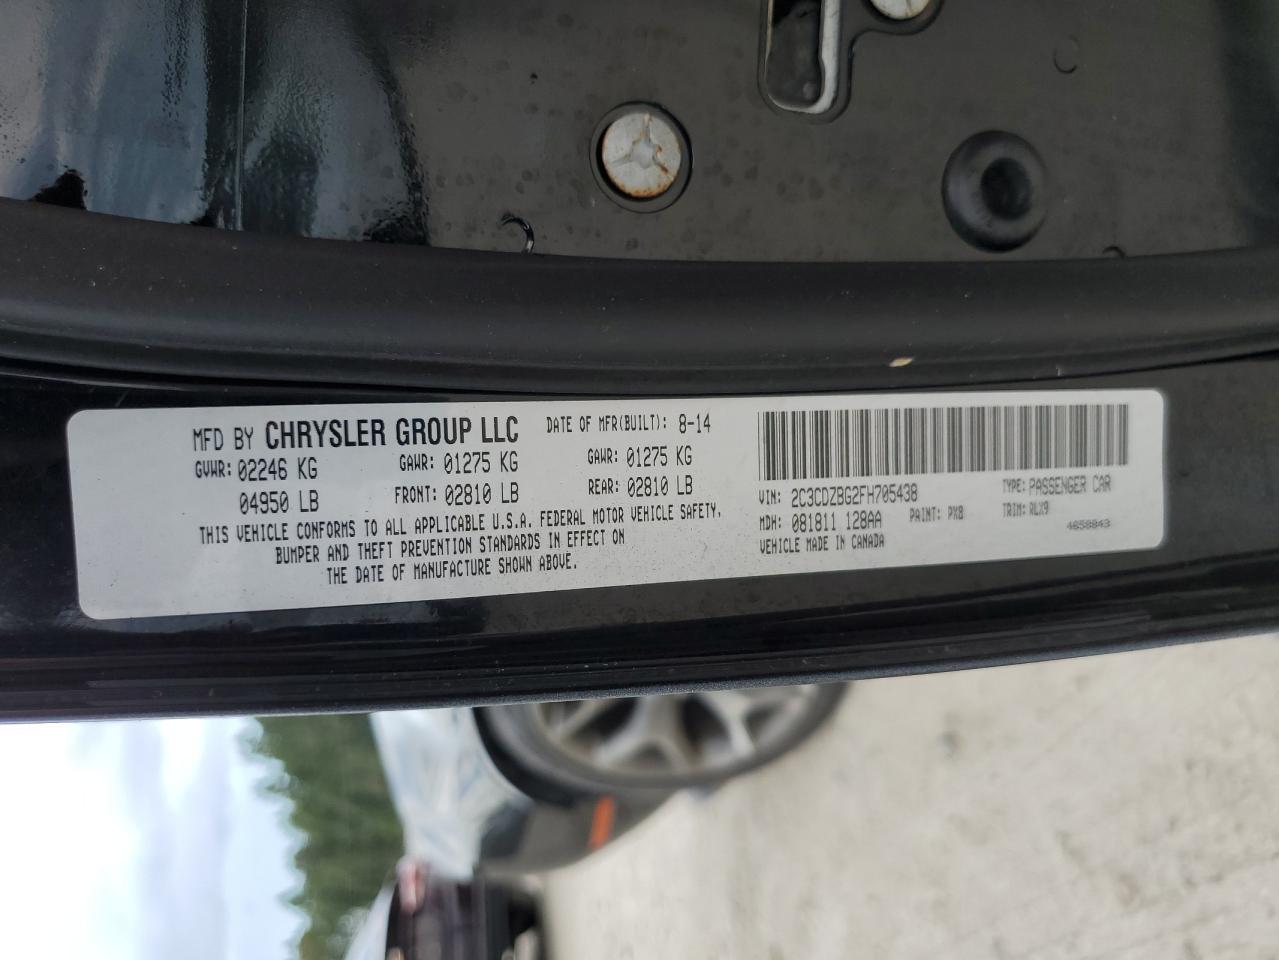 MFD BY CHRYSLER GROUP LLC DATE OF MFR(BUILT): 8-14
GVWR: 02246 KG GAWR: 01275 KG GAWR: 01275 KG
04950 LB FRONT: 02810 LB REAR: 02810 LB
THIS VEHICLE CONFORMS TO ALL APPLICABLE U.S.A. FEDERAL MOTOR VEHICLE SAFETY,
BUMPER AND THEFT PREVENTION STANDARDS IN EFFECT ON
THE DATE OF MANUFACTURE SHOWN ABOVE.
VIN: 2C3CDZBG2FH705438 TYPE: PASSENGER CAR
MDH: 081811 128AA PAINT: PX8 TRIM: RLX9
VEHICLE MADE IN CANADA 4658843